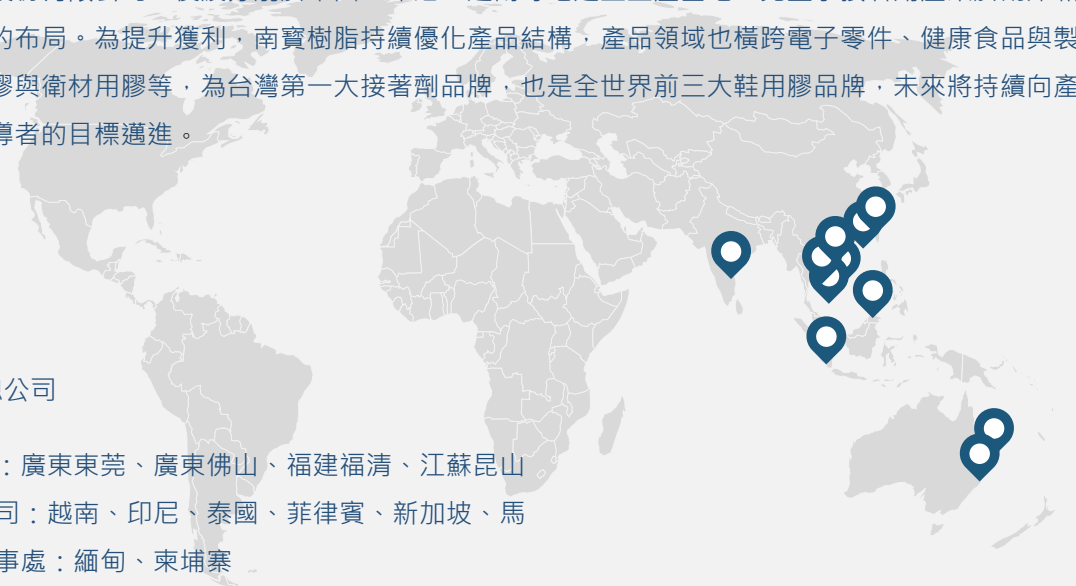 的布局。為提升獲利，南寶樹脂持續優化產品結構，產品領域也橫跨電子零件、健康食品與製
膠與衛材用膠等，為台灣第一大接著劑品牌，也是全世界前三大鞋用膠品牌，未來將持續向產
導者的目標邁進。
公司
：廣東東莞、廣東佛山、福建福清、江蘇昆山
司：越南、印尼、泰國、菲律賓、新加坡、馬
事處：緬甸、柬埔寨